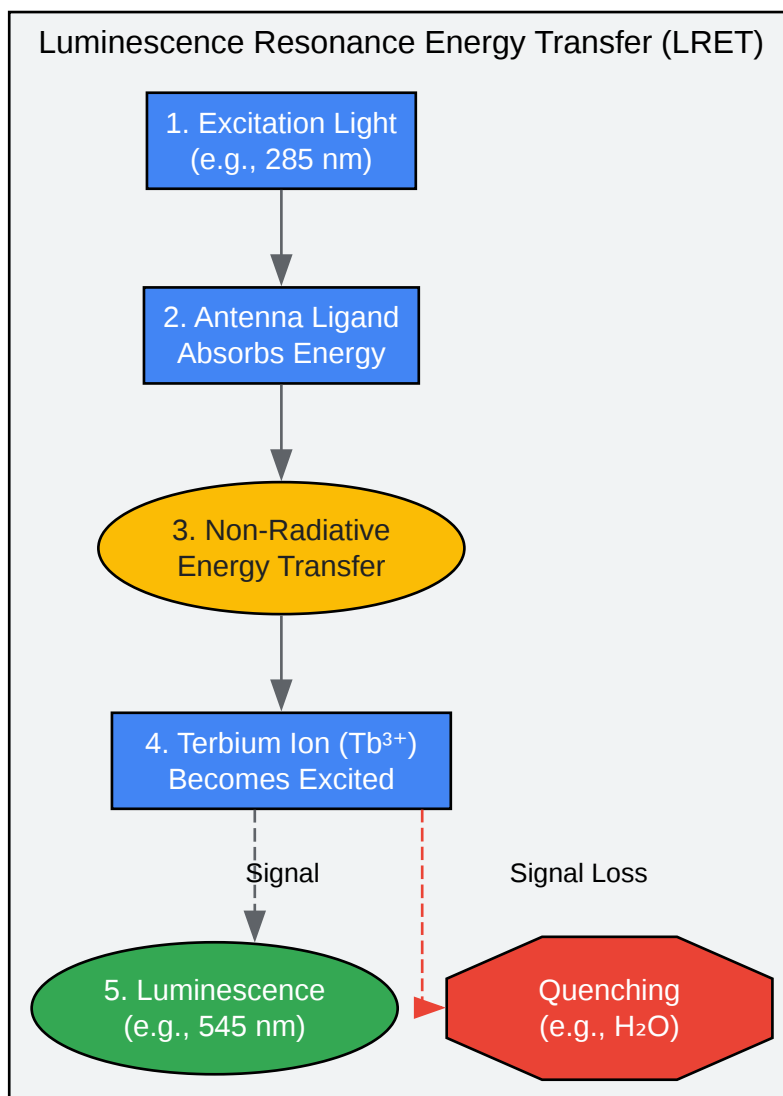 Luminescence Resonance Energy Transfer (LRET)
1. Excitation Light
(e.g., 285 nm)
2. Antenna Ligand
Absorbs Energy
3. Non-Radiative
Energy Transfer
4. Terbium Ion (Tb³⁺)
Becomes Excited
Signal
Signal Loss
5. Luminescence
(e.g., 545 nm)
Quenching
(e.g., H₂O)